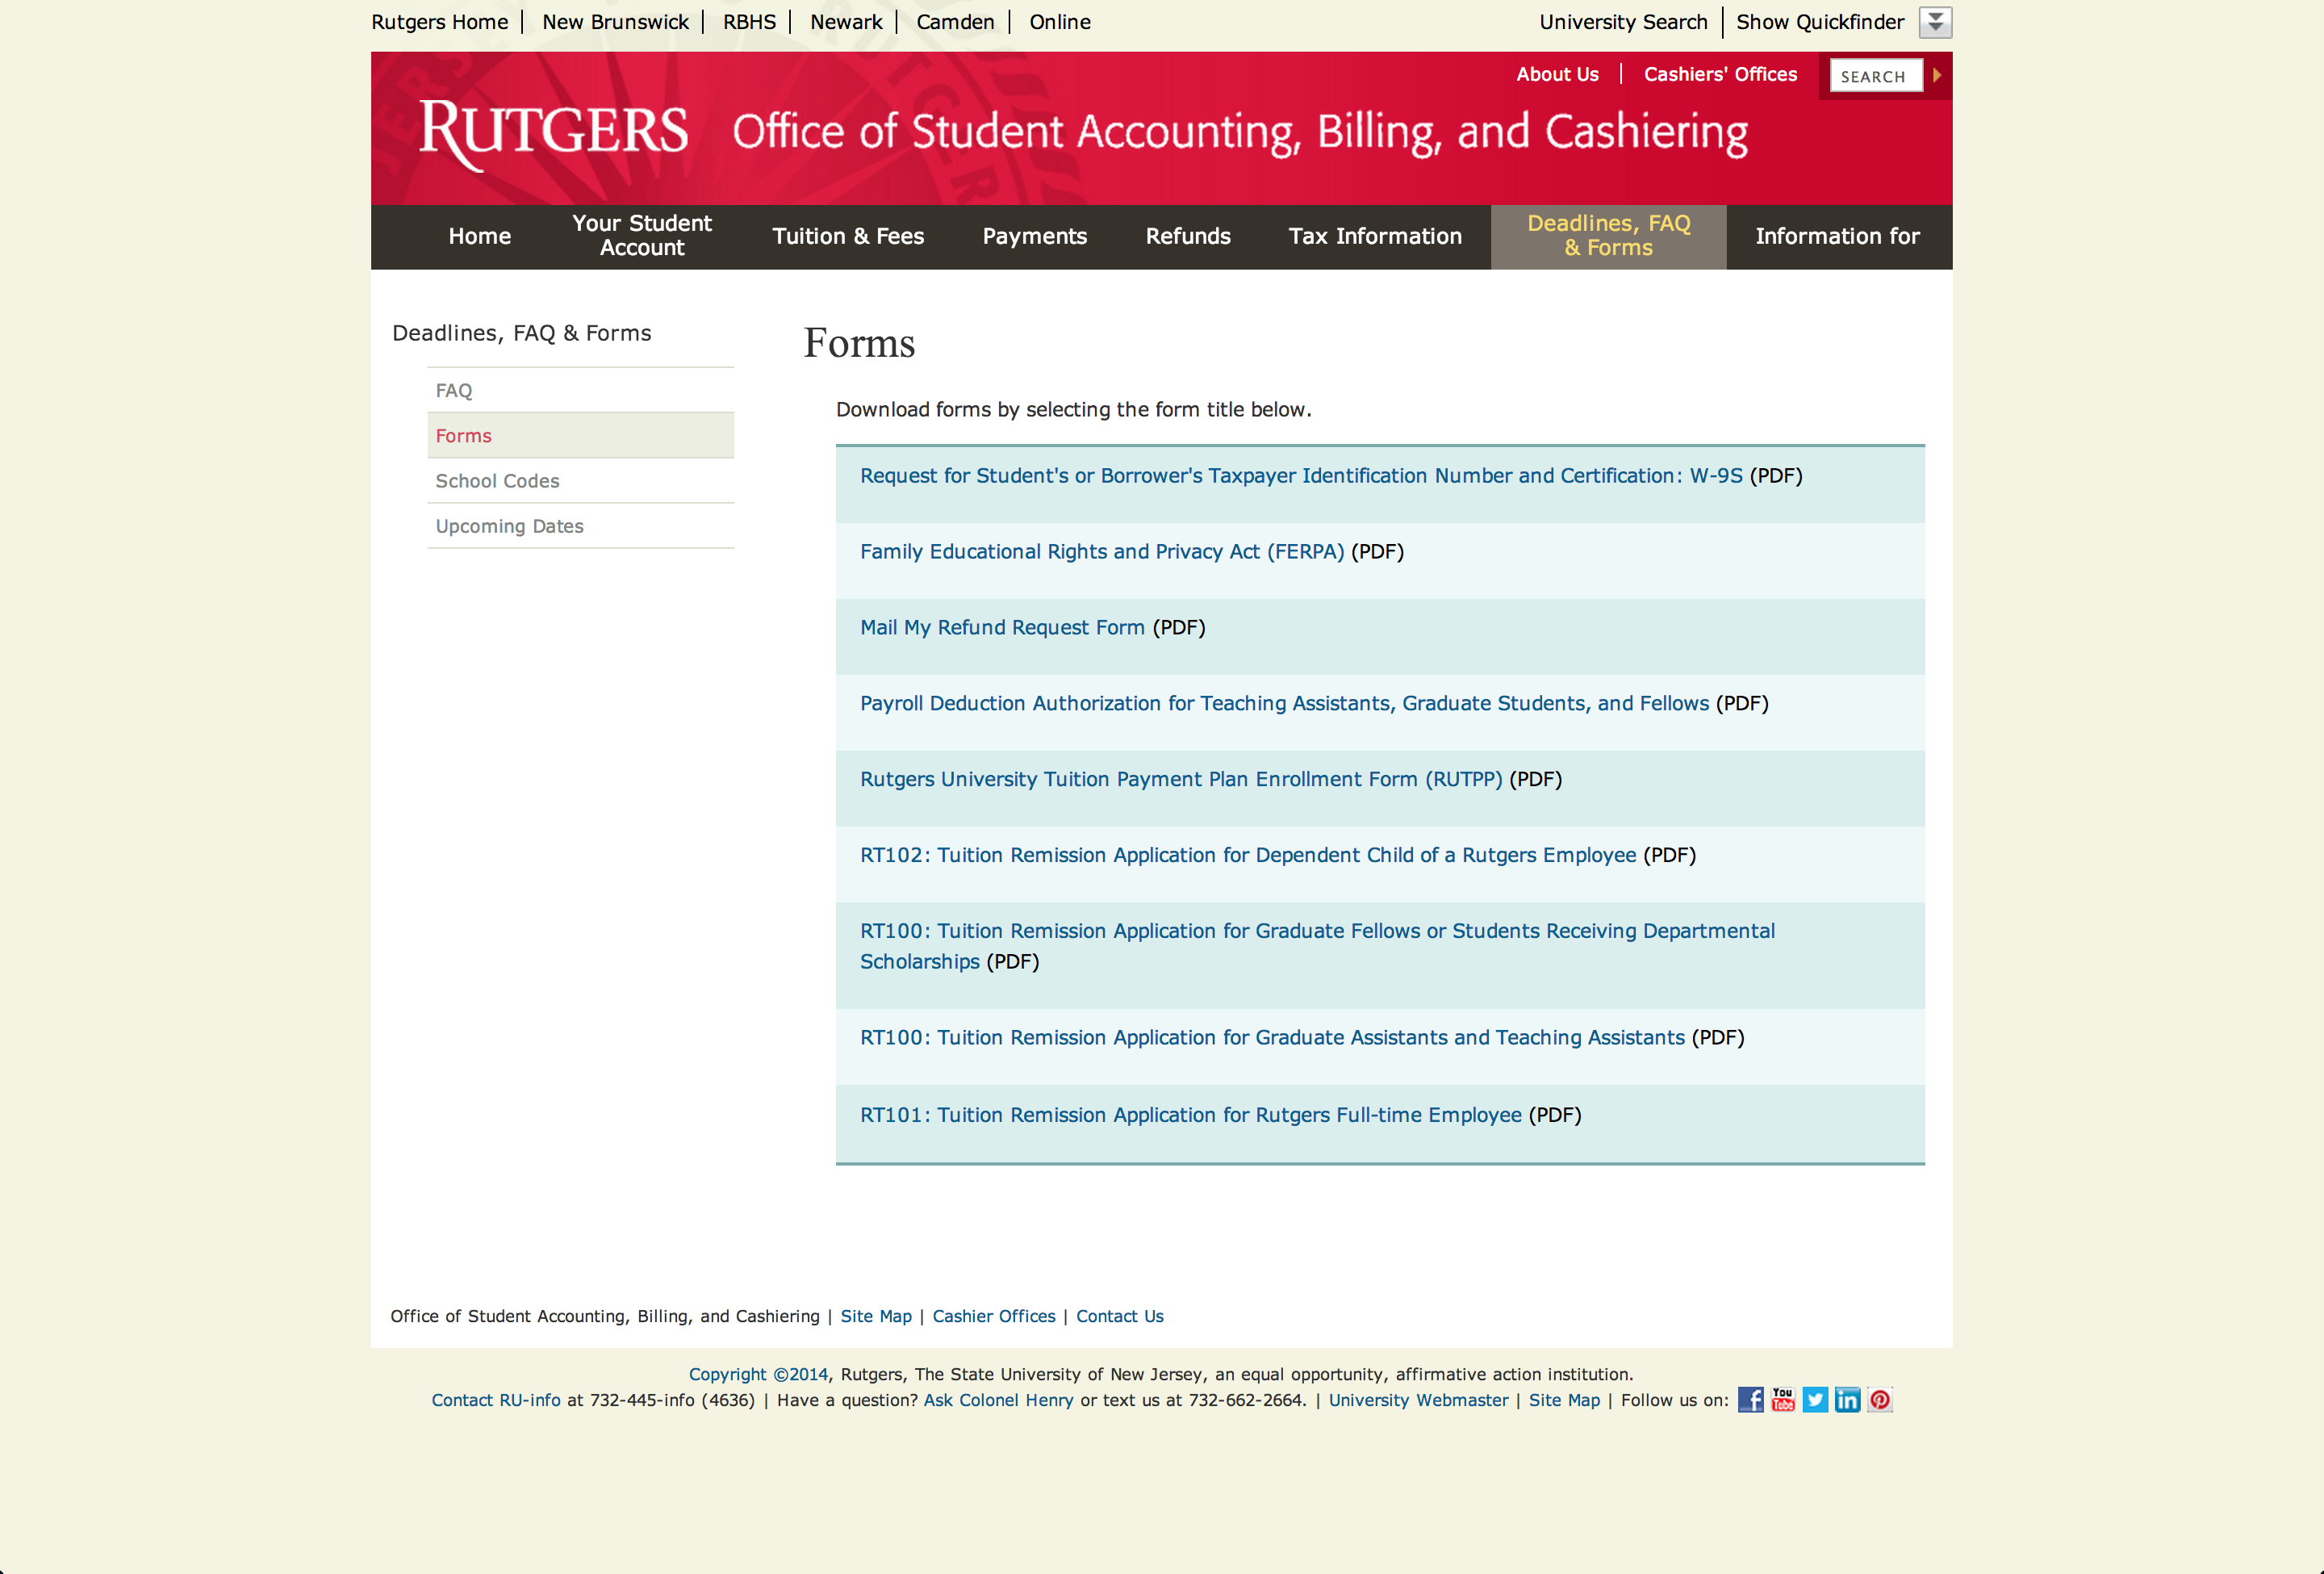 Rutgers Home | New Brunswick | RBHS | Newark | Camden | Online
University Search | Show Quickfinder
About Us | Cashiers' Offices
SEARCH
RUTGERS Office of Student Accounting, Billing, and Cashiering
JERSEY
RUTGERS
Home
Your Student
Account
Tuition & Fees
Payments
Refunds
Tax Information
Deadlines, FAQ
& Forms
Information for
Deadlines, FAQ & Forms
FAQ
Forms
School Codes
Upcoming Dates
Forms
Download forms by selecting the form title below.
Request for Student's or Borrower's Taxpayer Identification Number and Certification: W-9S (PDF)
Family Educational Rights and Privacy Act (FERPA) (PDF)
Mail My Refund Request Form (PDF)
Payroll Deduction Authorization for Teaching Assistants, Graduate Students, and Fellows (PDF)
Rutgers University Tuition Payment Plan Enrollment Form (RUTPP) (PDF)
RT102: Tuition Remission Application for Dependent Child of a Rutgers Employee (PDF)
RT100: Tuition Remission Application for Graduate Fellows or Students Receiving Departmental
Scholarships (PDF)
RT100: Tuition Remission Application for Graduate Assistants and Teaching Assistants (PDF)
RT101: Tuition Remission Application for Rutgers Full-time Employee (PDF)
Office of Student Accounting, Billing, and Cashiering | Site Map | Cashier Offices | Contact Us
Copyright ©2014, Rutgers, The State University of New Jersey, an equal opportunity, affirmative action institution.
Contact RU-info at 732-445-info (4636) | Have a question? Ask Colonel Henry or text us at 732-662-2664. | University Webmaster | Site Map | Follow us on: f You Tube in